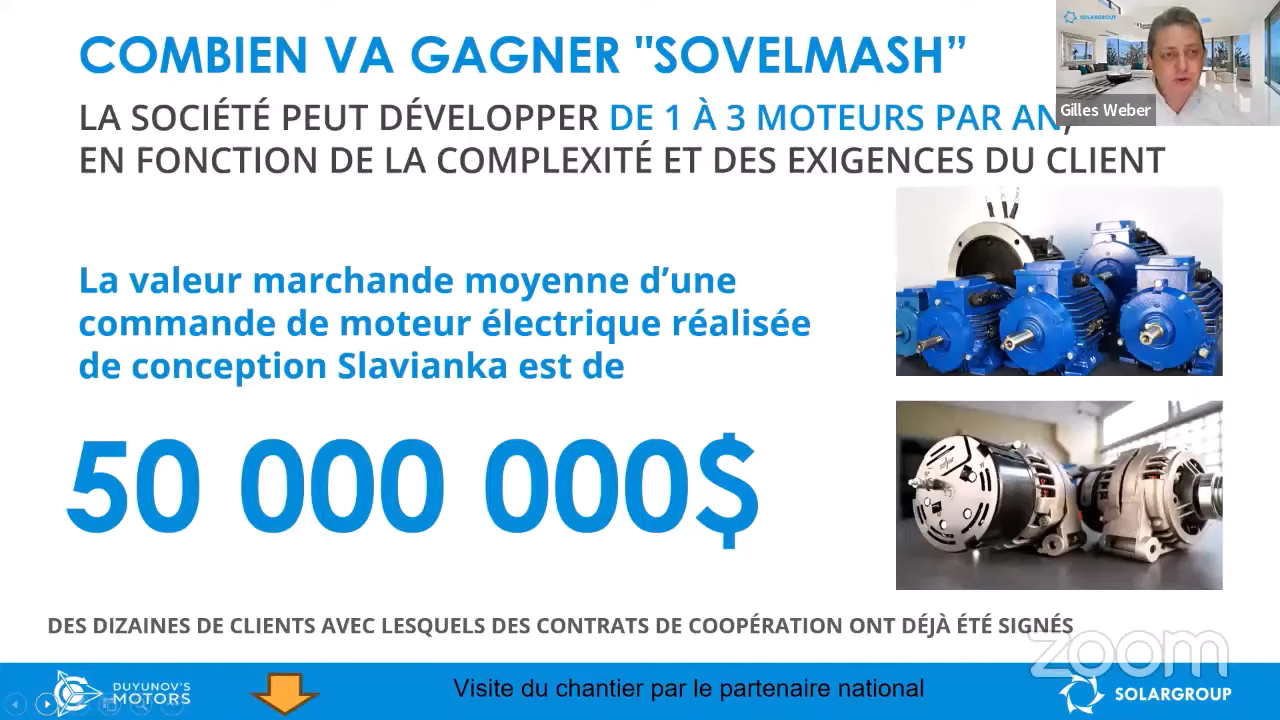 COMBIEN VA GAGNER "SOVELMASH”
LA SOCIÉTÉ PEUT DÉVELOPPER DE 1 À 3 MOTEURS PAR AN,
EN FONCTION DE LA COMPLEXITÉ ET DES EXIGENCES DU CLIENT
SOLARGROUP
Gilles Weber
La valeur marchande moyenne d’une
commande de moteur électrique réalisée
de conception Slavianka est de
50 000 000$
DES DIZAINES DE CLIENTS AVEC LESQUELS DES CONTRATS DE COOPÉRATION ONT DÉJÀ ÉTÉ SIGNÉS
zoom
DUYUNOV'S
MOTORS
Visite du chantier par le partenaire national
SOLARGROUP